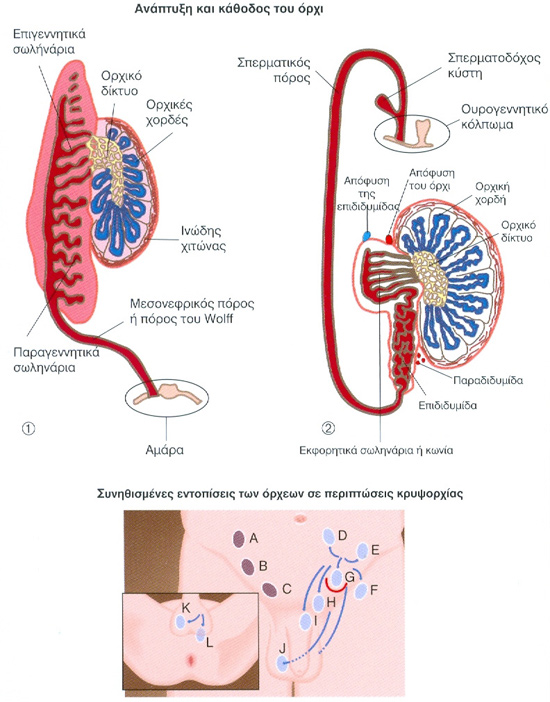 Ανάπτυξη και κάθοδος του όρχι
Επιγεννητικά
σωλήνάρια
Ορχικό
δίκτυο
Ορχικές
χορδές
Ινώδης
χιτώνας
Μεσονεφρικός πόρος
ή πόρος του Wolff
Παραγεννητικά
σωληνάρια
Αμάρα
①
Σπερματικός
πόρος
Σπερματοδόχος
κύστη
Ουρογεννητικό
κόλπωμα
Απόφυση
της
επιδιδυμίδας
Απόφυση
του όρχι
Ορχική
χορδή
Ορχικό
δίκτυο
Παραδιδυμίδα
Επιδιδυμίδα
②
Εκφορητικά σωληνάρια ή κωνία
Συνηθισμένες εντοπίσεις των όρχεων σε περιπτώσεις κρυψορχίας
A
B
C
D
E
F
G
H
I
J
K
L